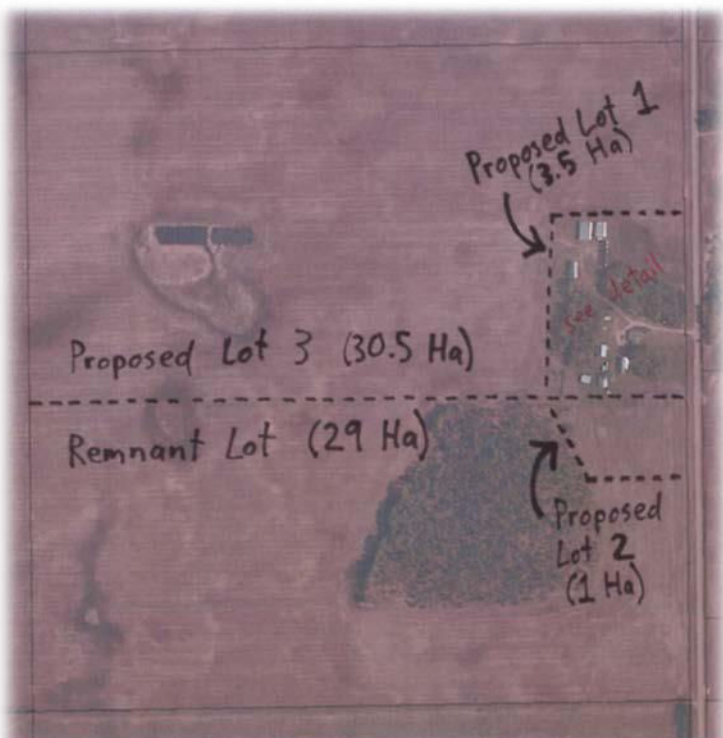 Proposed Lot 1
(3.5 Ha)
see detail
Proposed Lot 3 (30.5 Ha)
Remnant Lot (29 Ha)
Proposed
Lot 2
(1 Ha)